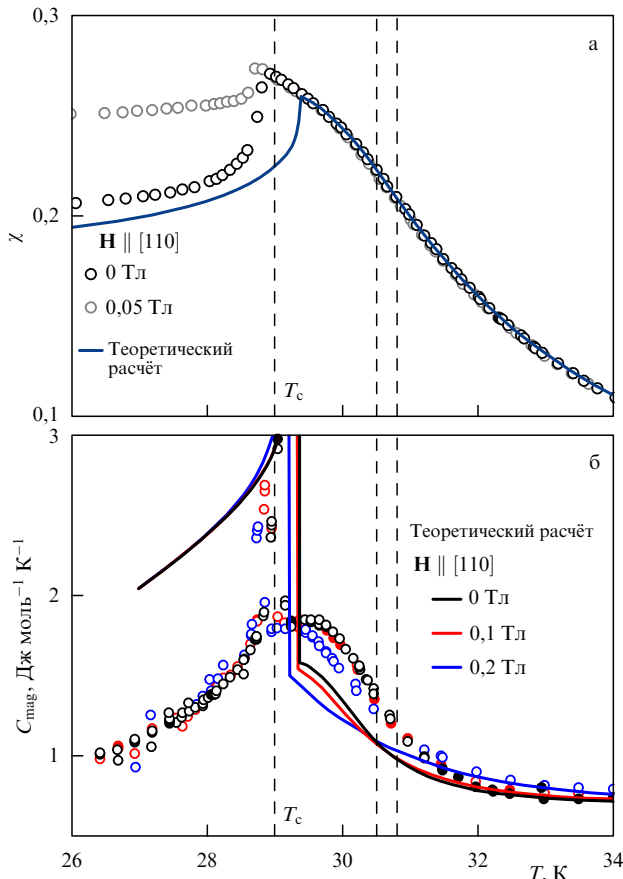 0,3
а
0,2
χ
H ∥ [110]
0 Тл
0,05 Тл
Теоретический
расчёт
T_c
0,1
3
б
Теоретический расчёт
H ∥ [110]
0 Тл
0,1 Тл
0,2 Тл
2
C_mag, Дж моль⁻¹ К⁻¹
1
T_c
26 28 30 32 34
T, К